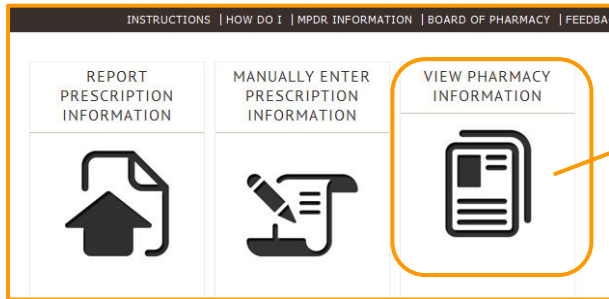 INSTRUCTIONS | HOW DO I | MPDR INFORMATION | BOARD OF PHARMACY | FEEDBA
REPORT
PRESCRIPTION
INFORMATION
MANUALLY ENTER
PRESCRIPTION
INFORMATION
VIEW PHARMACY
INFORMATION